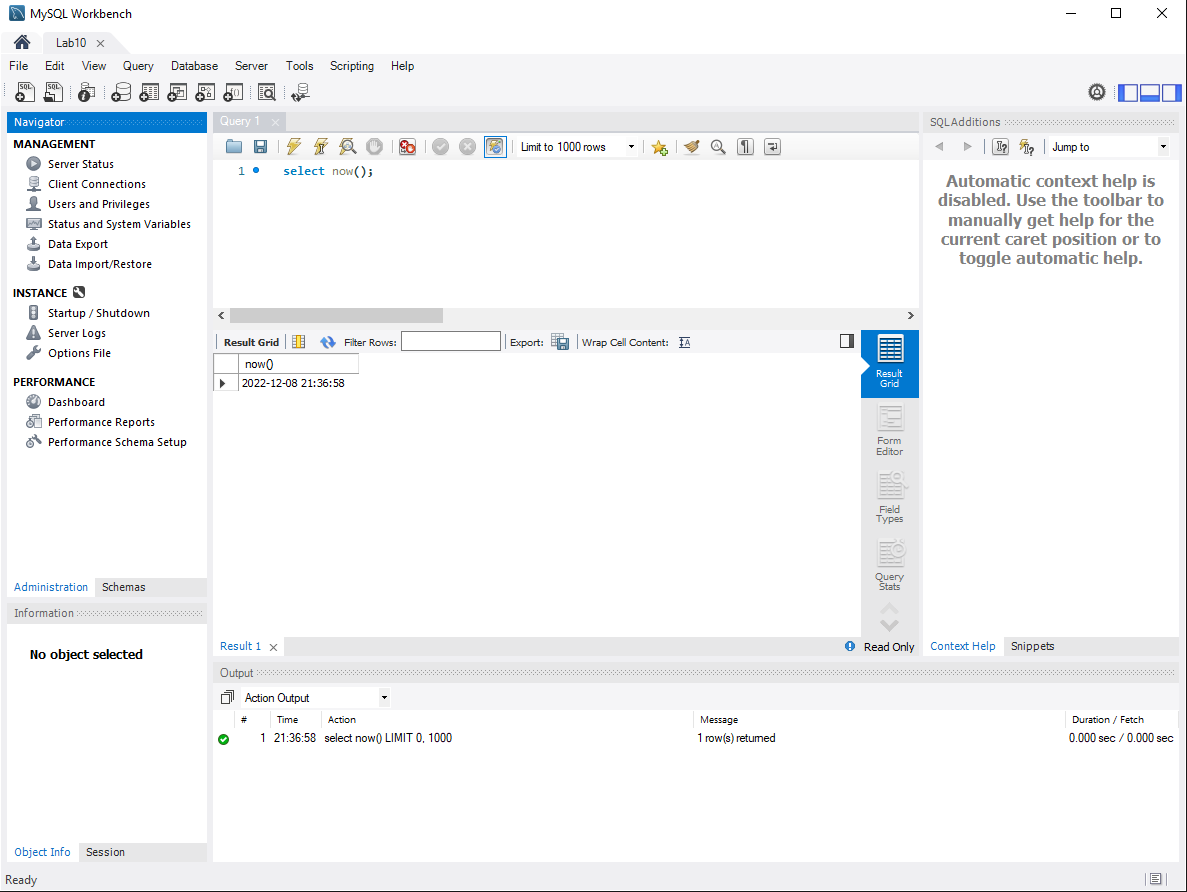 MySQL Workbench
Lab10
File Edit View Query Database Server Tools Scripting Help
Navigator
MANAGEMENT
Server Status
Client Connections
Users and Privileges
Status and System Variables
Data Export
Data Import/Restore
INSTANCE
Startup / Shutdown
Server Logs
Options File
PERFORMANCE
Dashboard
Performance Reports
Performance Schema Setup
Administration Schemas
Information
No object selected
Object Info Session
Query 1
Limit to 1000 rows
1 select now();
Result Grid Filter Rows: Export: Wrap Cell Content:
now()
2022-12-08 21:36:58
Result
Grid
Form
Editor
Field
Types
Query
Stats
Result 1 Read Only
SQLAdditions
Jump to
Automatic context help is
disabled. Use the toolbar to
manually get help for the
current caret position or to
toggle automatic help.
Context Help Snippets
Output
Action Output
# Time Action Message Duration / Fetch
1 21:36:58 select now() LIMIT 0, 1000 1 row(s) returned 0.000 sec / 0.000 sec
Ready